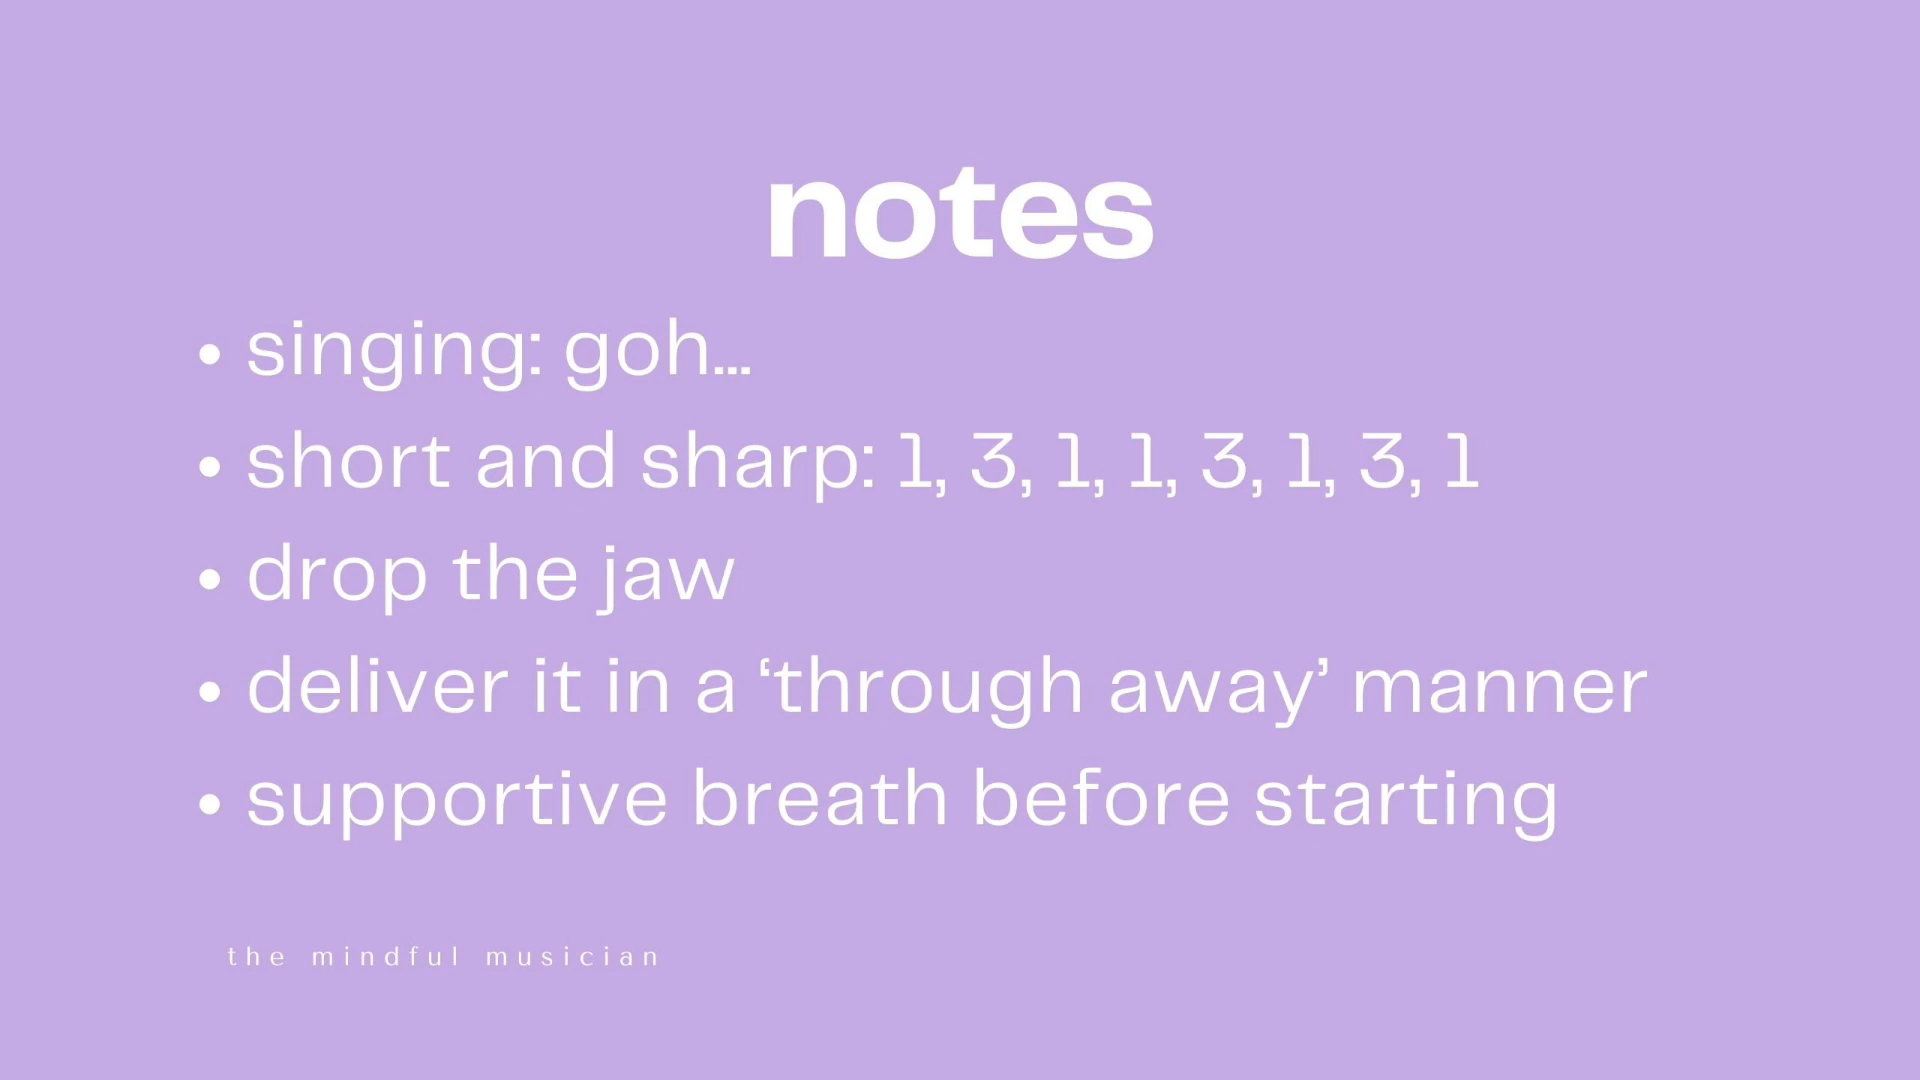 notes
• singing: goh...
• short and sharp: 1, 3, 1, 1, 3, 1, 3, 1
• drop the jaw
• deliver it in a ‘through away’ manner
• supportive breath before starting
the mindful musician